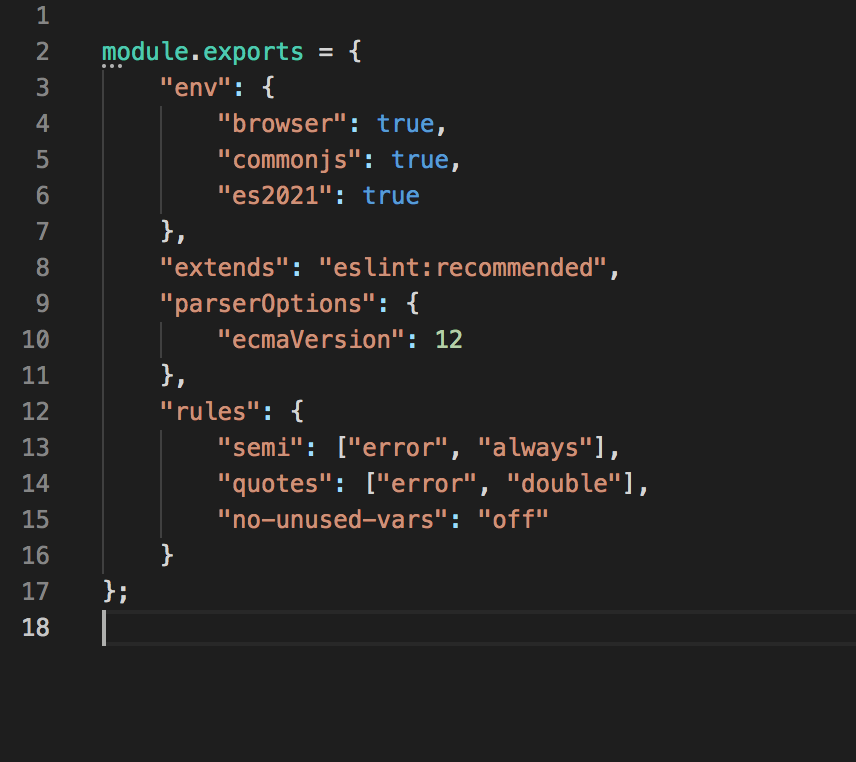 1
2 module.exports = {
3     "env": {
4         "browser": true,
5         "commonjs": true,
6         "es2021": true
7     },
8     "extends": "eslint:recommended",
9     "parserOptions": {
10         "ecmaVersion": 12
11     },
12     "rules": {
13         "semi": ["error", "always"],
14         "quotes": ["error", "double"],
15         "no-unused-vars": "off"
16     }
17 };
18